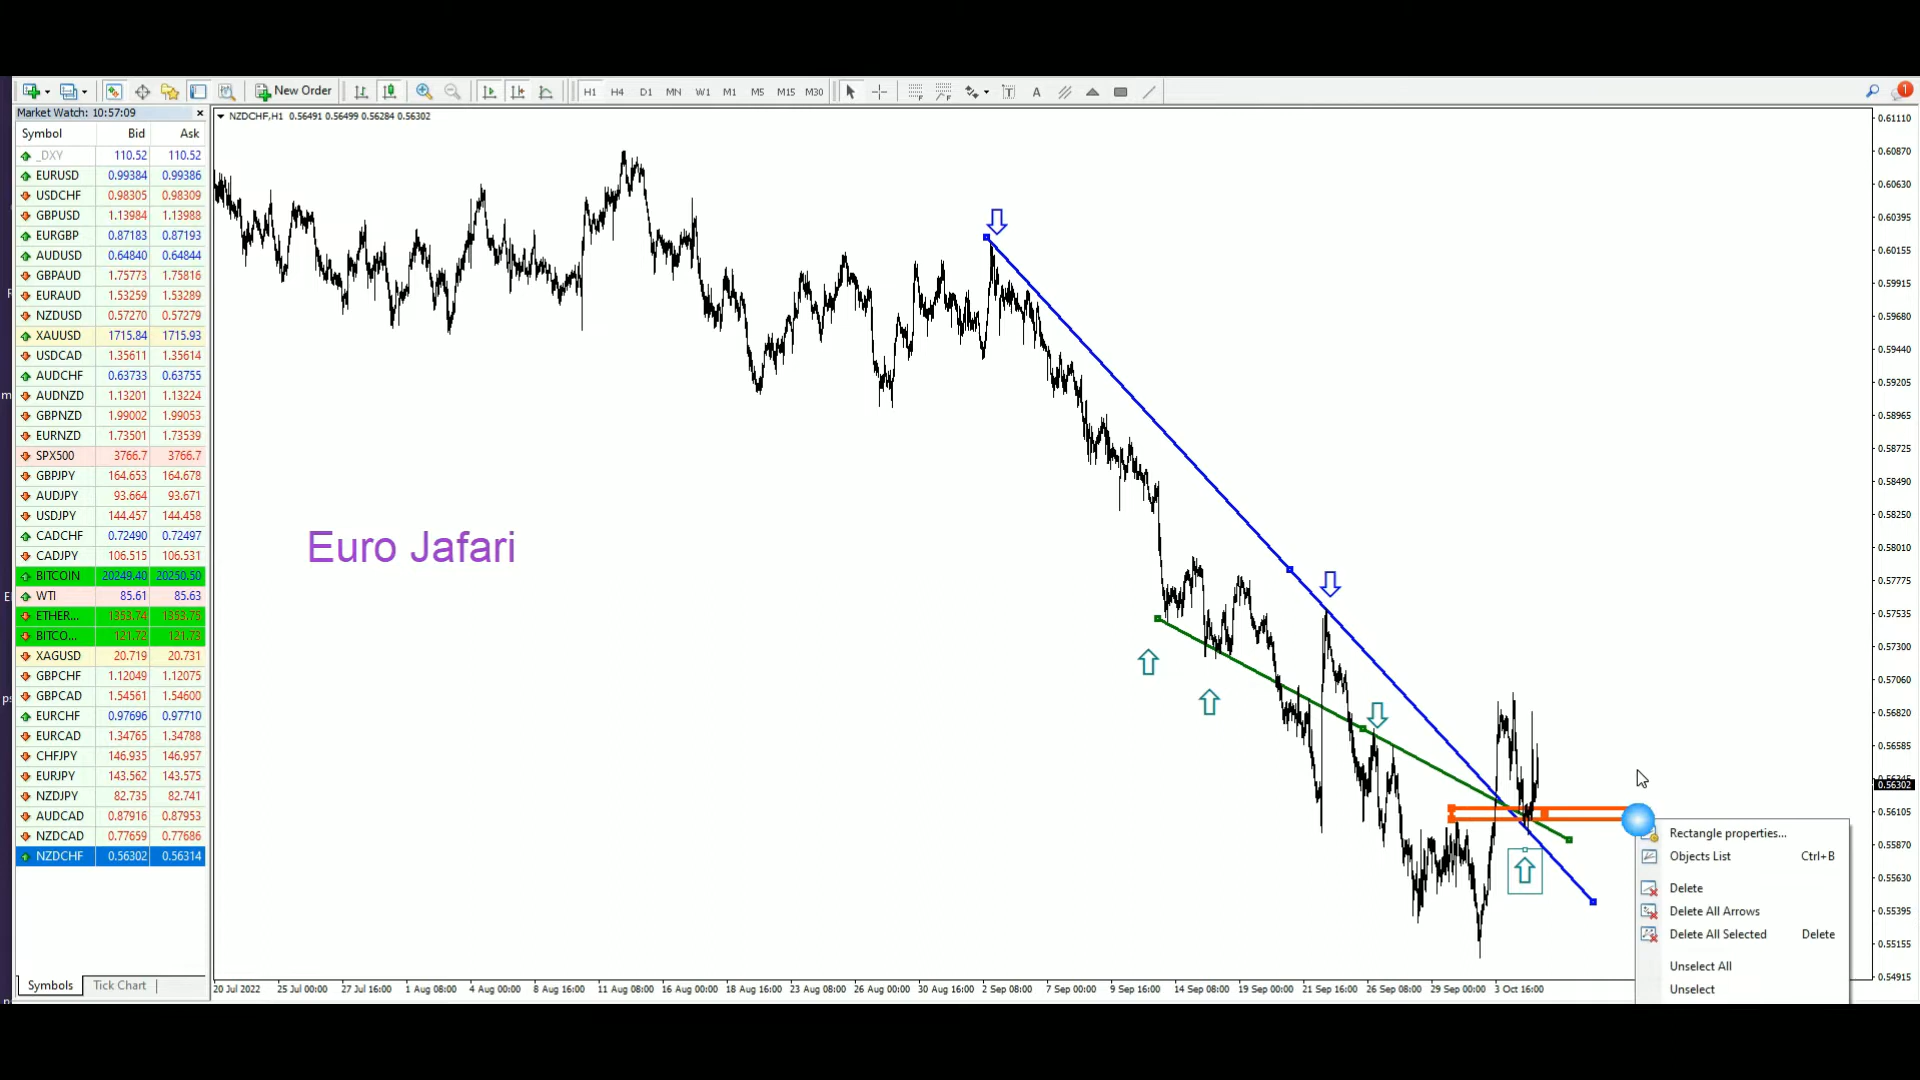 New Order
H1 H4 D1 MN W1 M1 M5 M15 M30
A
1
Market Watch: 10:57:09
Symbol Bid Ask
_DXY 110.52 110.52
EURUSD 0.99384 0.99386
USDCHF 0.98305 0.98309
GBPUSD 1.13984 1.13988
EURGBP 0.87183 0.87193
AUDUSD 0.64840 0.64844
GBPAUD 1.75773 1.75816
EURAUD 1.53259 1.53289
NZDUSD 0.57270 0.57279
XAUUSD 1715.84 1715.93
USDCAD 1.35611 1.35614
AUDCHF 0.63733 0.63755
AUDNZD 1.13201 1.13224
GBPNZD 1.99002 1.99053
EURNZD 1.73501 1.73539
SPX500 3766.7 3766.7
GBPJPY 164.653 164.678
AUDJPY 93.664 93.671
USDJPY 144.457 144.458
CADCHF 0.72490 0.72497
CADJPY 106.515 106.531
BITCOIN 20249.40 20250.50
WTI 85.61 85.63
ETHER... 1353.74 1353.75
BITCO... 121.72 121.73
XAGUSD 20.719 20.731
GBPCHF 1.12049 1.12075
GBPCAD 1.54561 1.54600
EURCHF 0.97696 0.97710
EURCAD 1.34765 1.34788
CHFJPY 146.935 146.957
EURJPY 143.562 143.575
NZDJPY 82.735 82.741
AUDCAD 0.87916 0.87953
NZDCAD 0.77659 0.77686
NZDCHF 0.56302 0.56314
Symbols Tick Chart
NZDCHF,H1 0.56491 0.56499 0.56284 0.56302
Euro Jafari
0.61110
0.60870
0.60630
0.60395
0.60155
0.59915
0.59680
0.59440
0.59205
0.58965
0.58725
0.58490
0.58250
0.58010
0.57775
0.57535
0.57300
0.57060
0.56820
0.56585
0.56302
0.56105
0.55870
0.55630
0.55395
0.55155
0.54915
Rectangle properties...
Objects List Ctrl+B
Delete
Delete All Arrows
Delete All Selected Delete
Unselect All
Unselect
20 Jul 2022 25 Jul 00:00 27 Jul 16:00 1 Aug 08:00 4 Aug 00:00 8 Aug 16:00 11 Aug 08:00 16 Aug 00:00 18 Aug 16:00 23 Aug 08:00 26 Aug 00:00 30 Aug 16:00 2 Sep 08:00 7 Sep 00:00 9 Sep 16:00 14 Sep 08:00 19 Sep 00:00 21 Sep 16:00 26 Sep 08:00 29 Sep 00:00 3 Oct 16:00